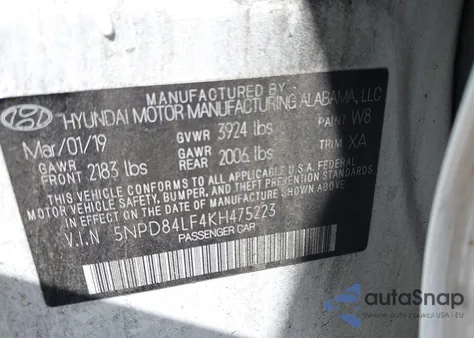 MANUFACTURED BY
HYUNDAI MOTOR MANUFACTURING ALABAMA, LLC
Mar/01/19 GVWR 3924 lbs PAINT W8
GAWR FRONT 2183 lbs GAWR REAR 2006 lbs TRIM XA
THIS VEHICLE CONFORMS TO ALL APPLICABLE U.S.A. FEDERAL
MOTOR VEHICLE SAFETY, BUMPER, AND THEFT PREVENTION STANDARDS
IN EFFECT ON THE DATE OF MANUFACTURE SHOWN ABOVE.
V.I.N 5NPD84LF4KH475223
PASSENGER CAR
autoSnap